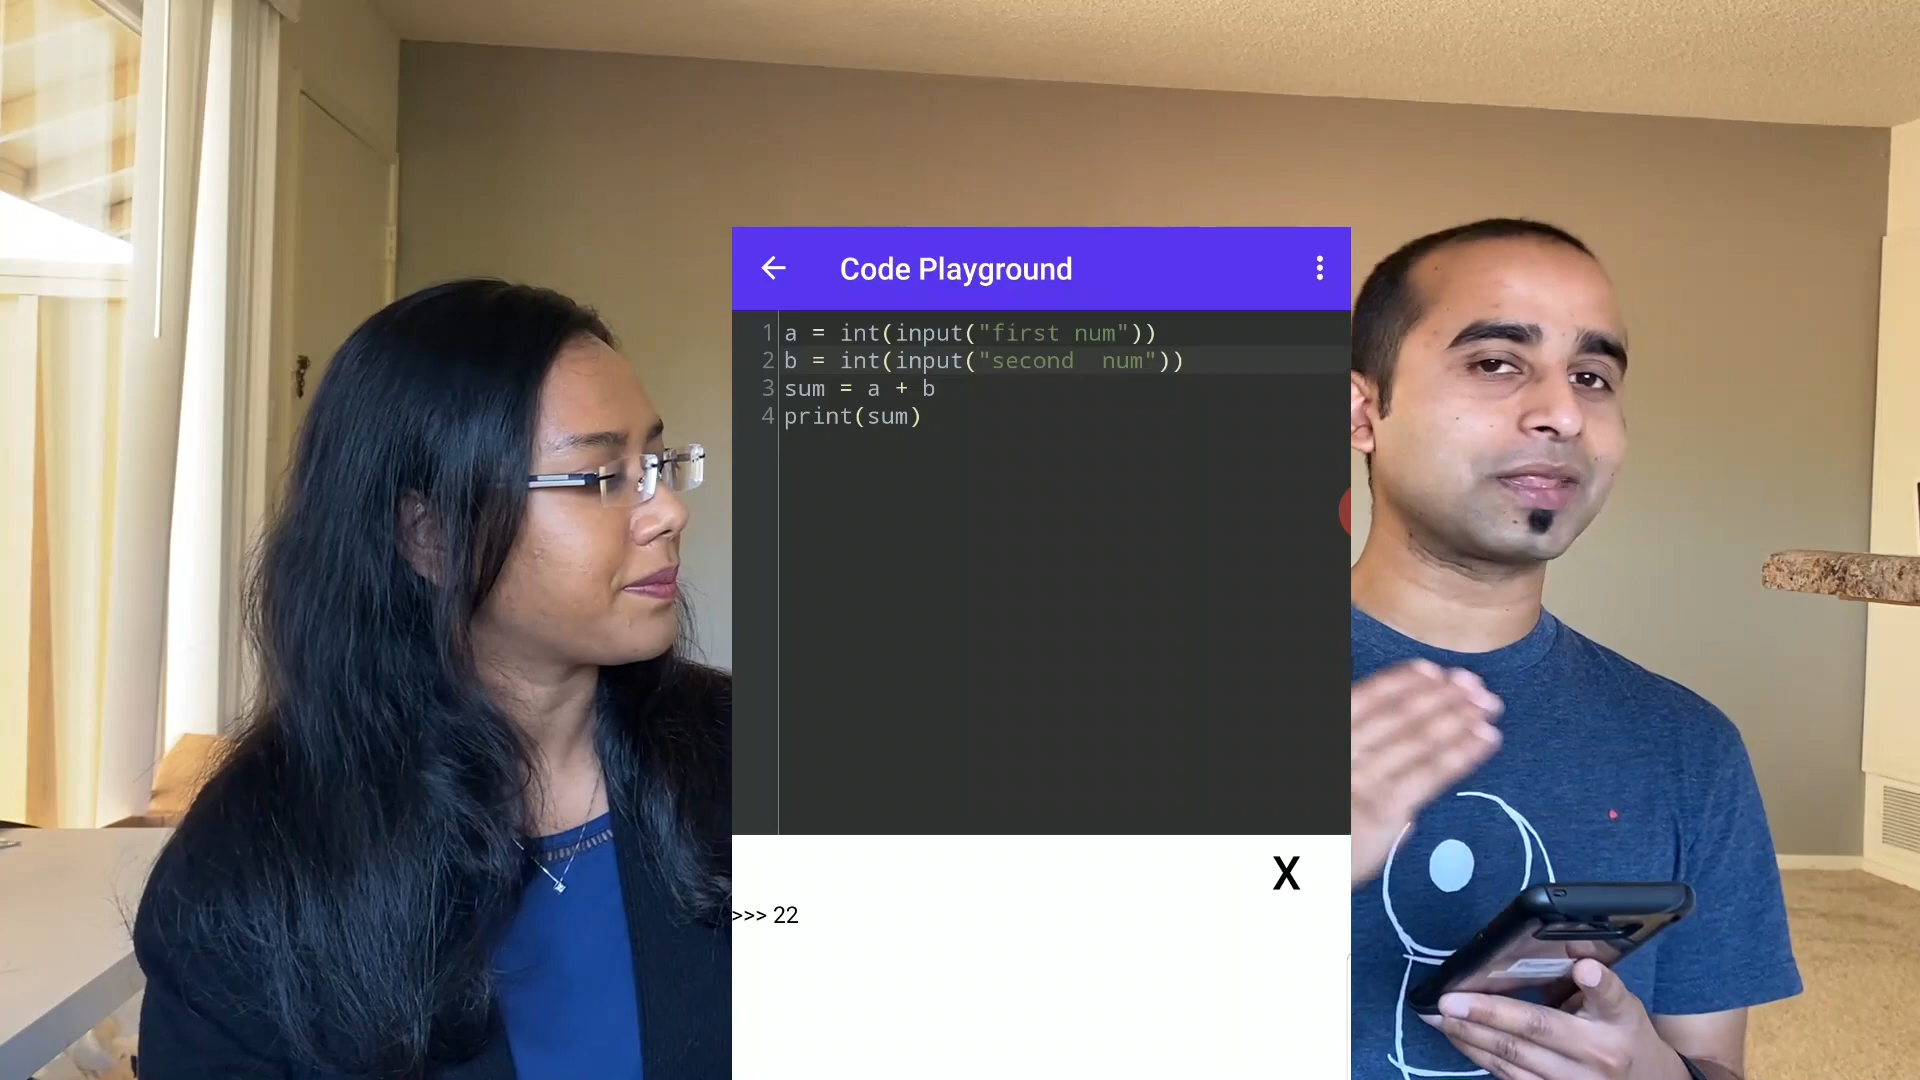 Code Playground
1 a = int(input("first num"))
2 b = int(input("second  num"))
3 sum = a + b
4 print(sum)
X
>>> 22